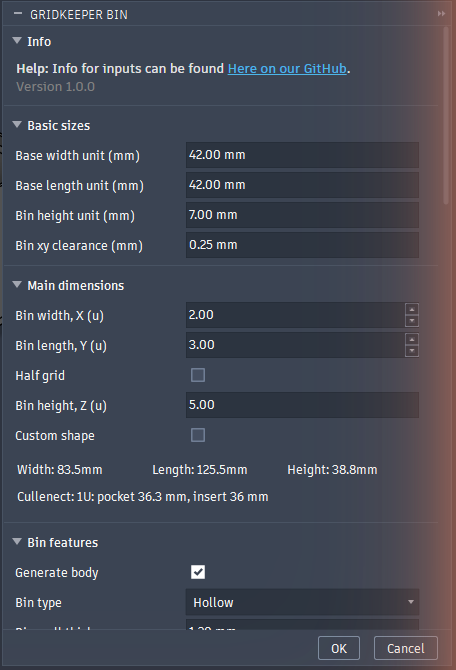 GRIDKEEPER BIN
Info
Help: Info for inputs can be found Here on our GitHub.
Version 1.0.0
Basic sizes
Base width unit (mm) 42.00 mm
Base length unit (mm) 42.00 mm
Bin height unit (mm) 7.00 mm
Bin xy clearance (mm) 0.25 mm
Main dimensions
Bin width, X (u) 2.00
Bin length, Y (u) 3.00
Half grid
Bin height, Z (u) 5.00
Custom shape
Width: 83.5mm Length: 125.5mm Height: 38.8mm
Cullenect: 1U: pocket 36.3 mm, insert 36 mm
Bin features
Generate body
Bin type Hollow
OK Cancel